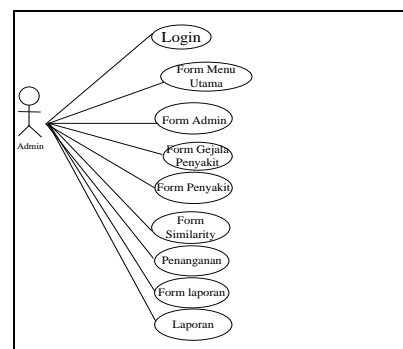 Login
Form Menu
Utama
Form Admin
Admin
Form Gejala
Penyakit
Form Penyakit
Form
Similarity
Penanganan
Form laporan
Laporan